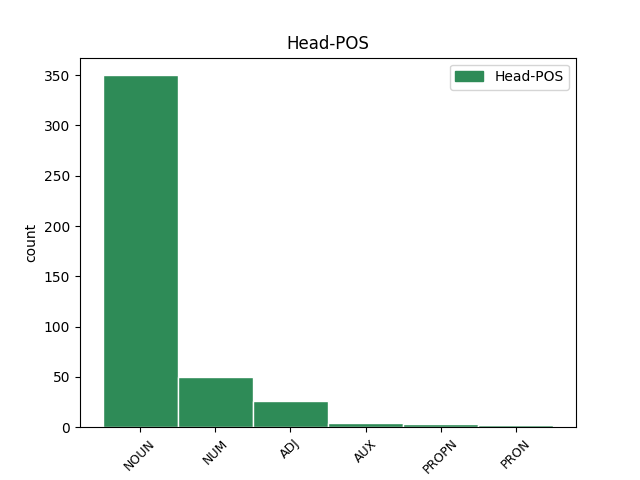 Head-POS
Head-POS
350
300
250
200
150
100
50
0
count
NOUN
NUM
ADJ
AUX
PROPN
PRON